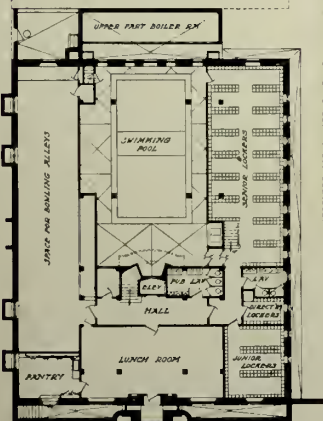 UPPER PART BOILER RM
SWIMMING
POOL
SENIOR LOCKERS
SPACE FOR BOWLING ALLEYS
PUB LAV
ELEV
LAV
HALL
DIRECT'R
LOCKERS
LUNCH ROOM
JUNIOR
LOCKERS
PANTRY